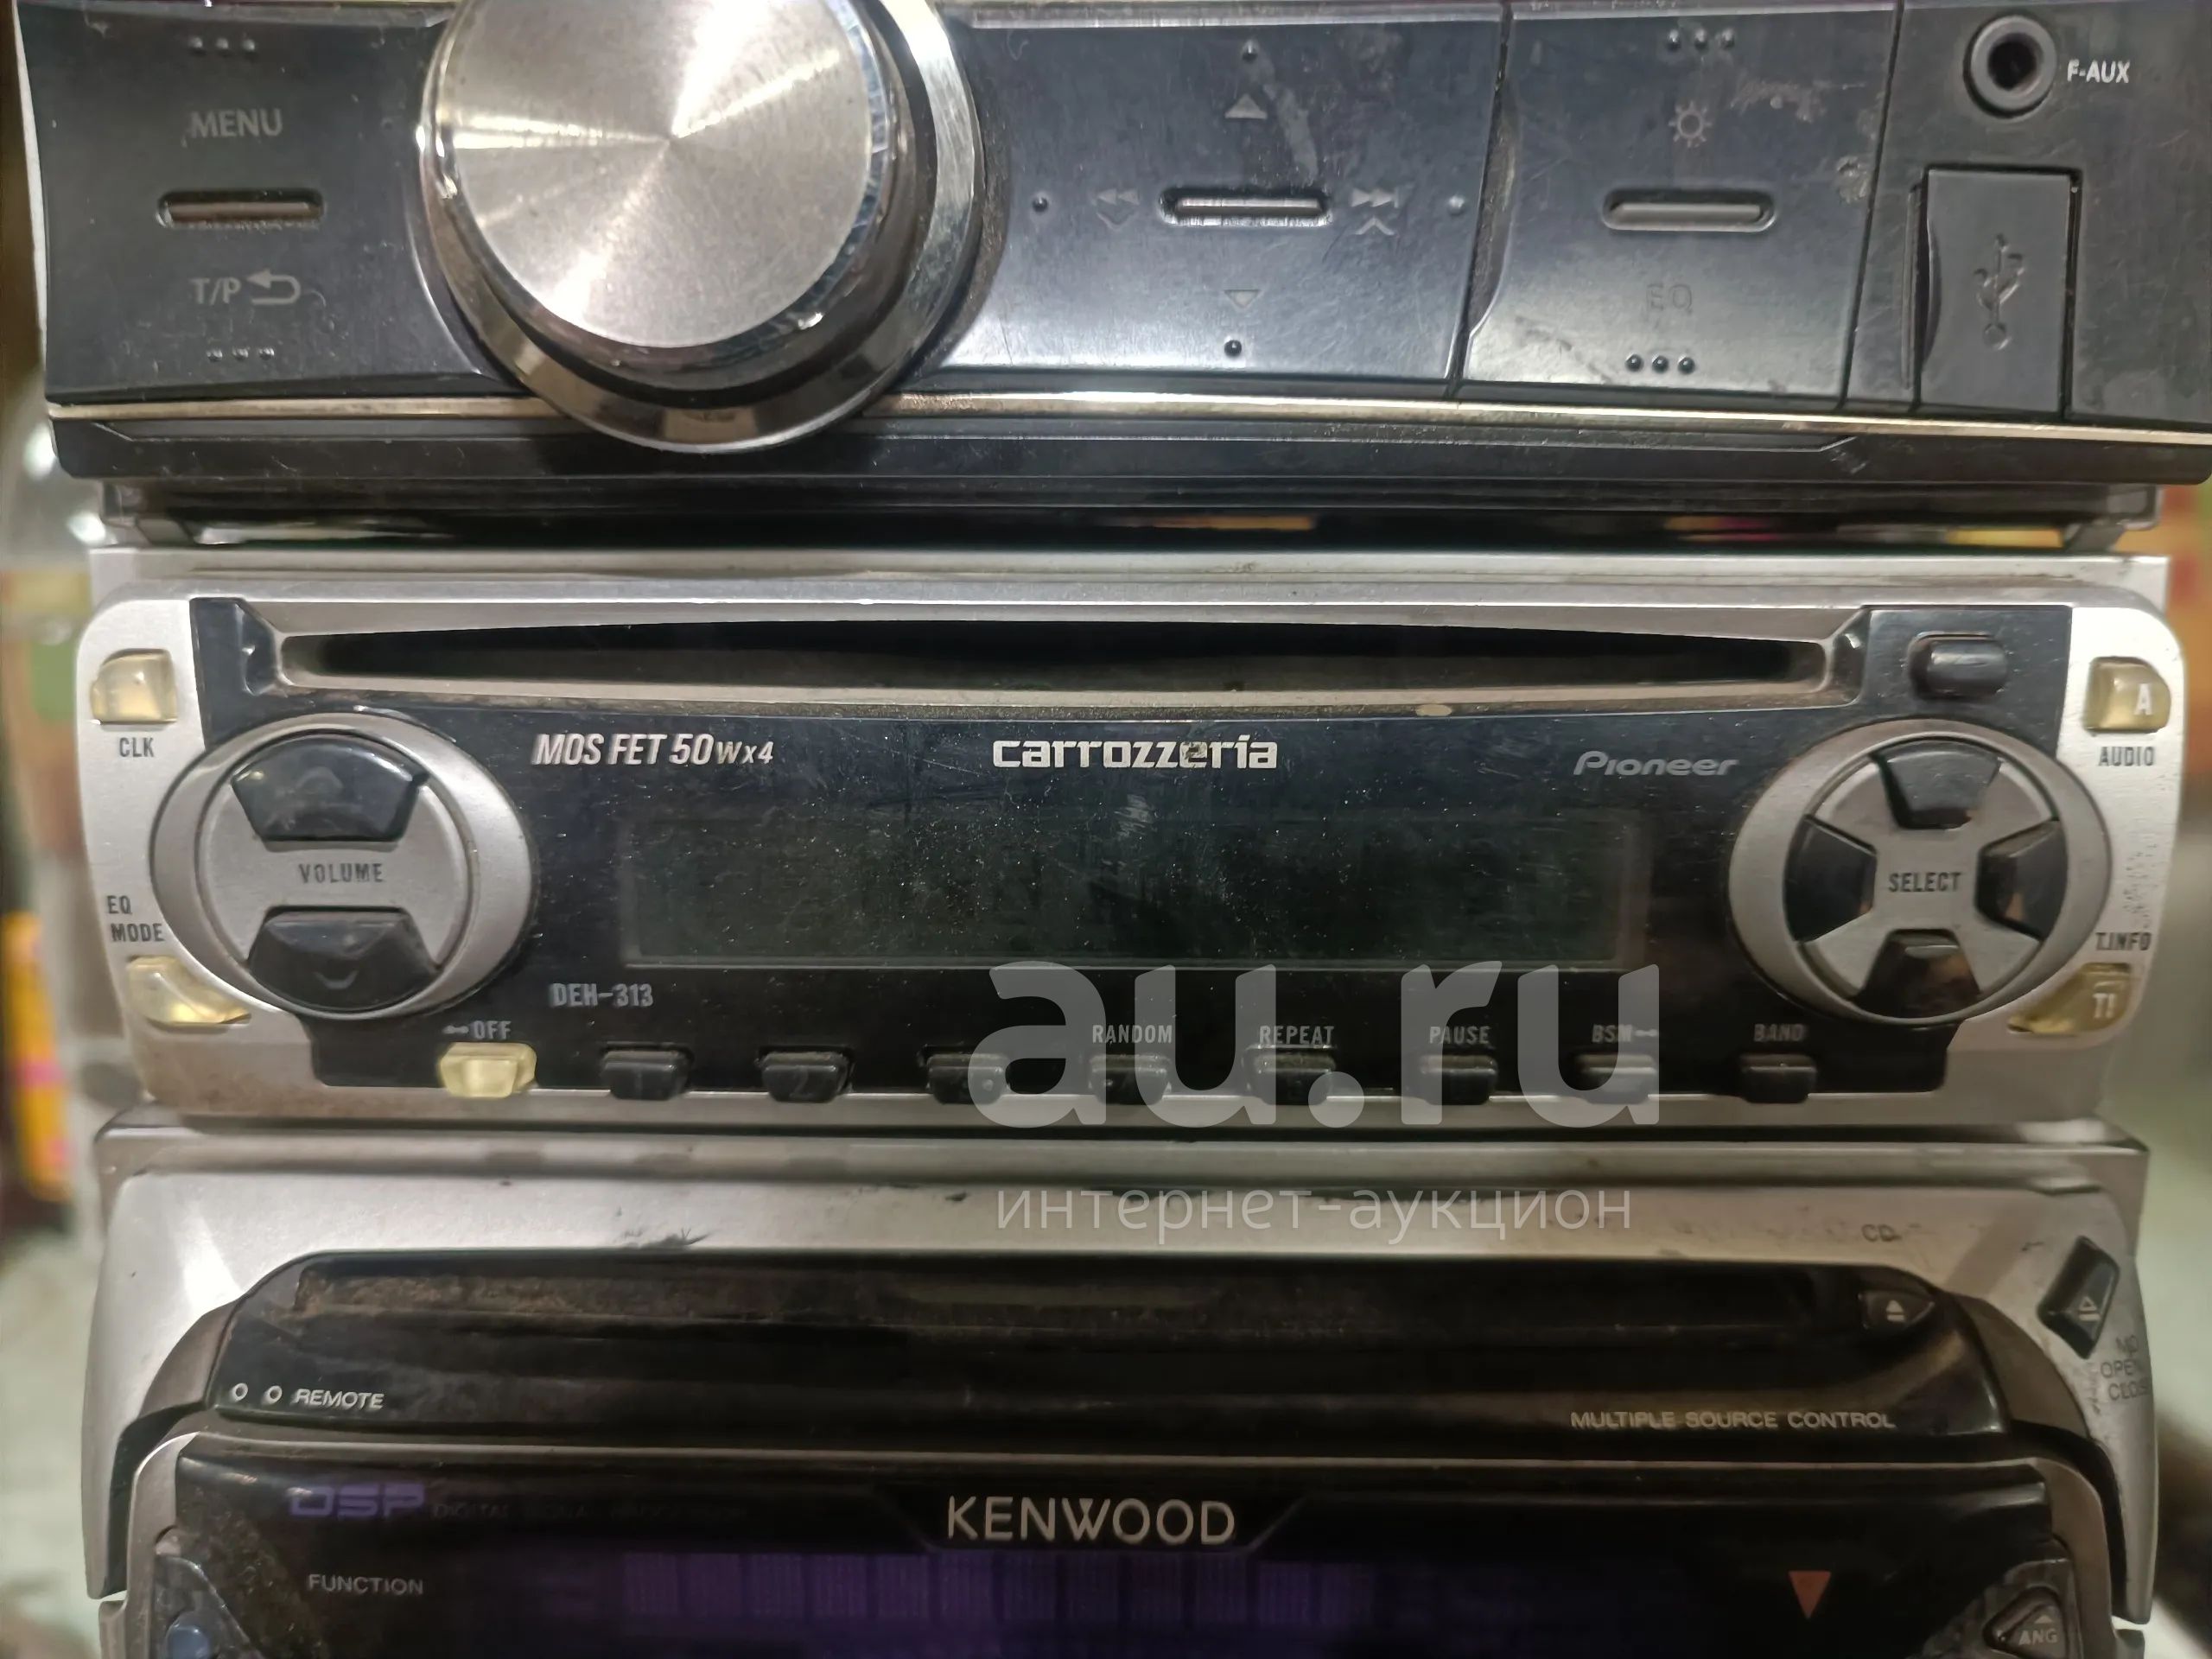 MENU
T/P
EQ
F-AUX
CLK
A
AUDIO
MOS FET 50Wx4
carrozzeria
Pioneer
VOLUME
SELECT
EQ
MODE
T.INFO
TI
DEH-313
OFF
RANDOM
REPEAT
PAUSE
BSM
BAND
au.ru
интернет-аукцион
CD
REMOTE
MULTIPLE SOURCE CONTROL
DSP
KENWOOD
FUNCTION
ANG